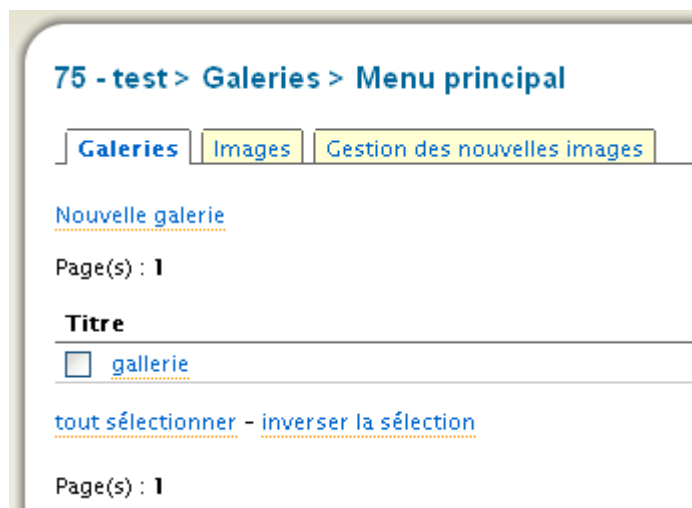 75 - test > Galeries > Menu principal
Galeries Images Gestion des nouvelles images
Nouvelle galerie
Page(s) : 1
Titre
gallerie
tout sélectionner - inverser la sélection
Page(s) : 1